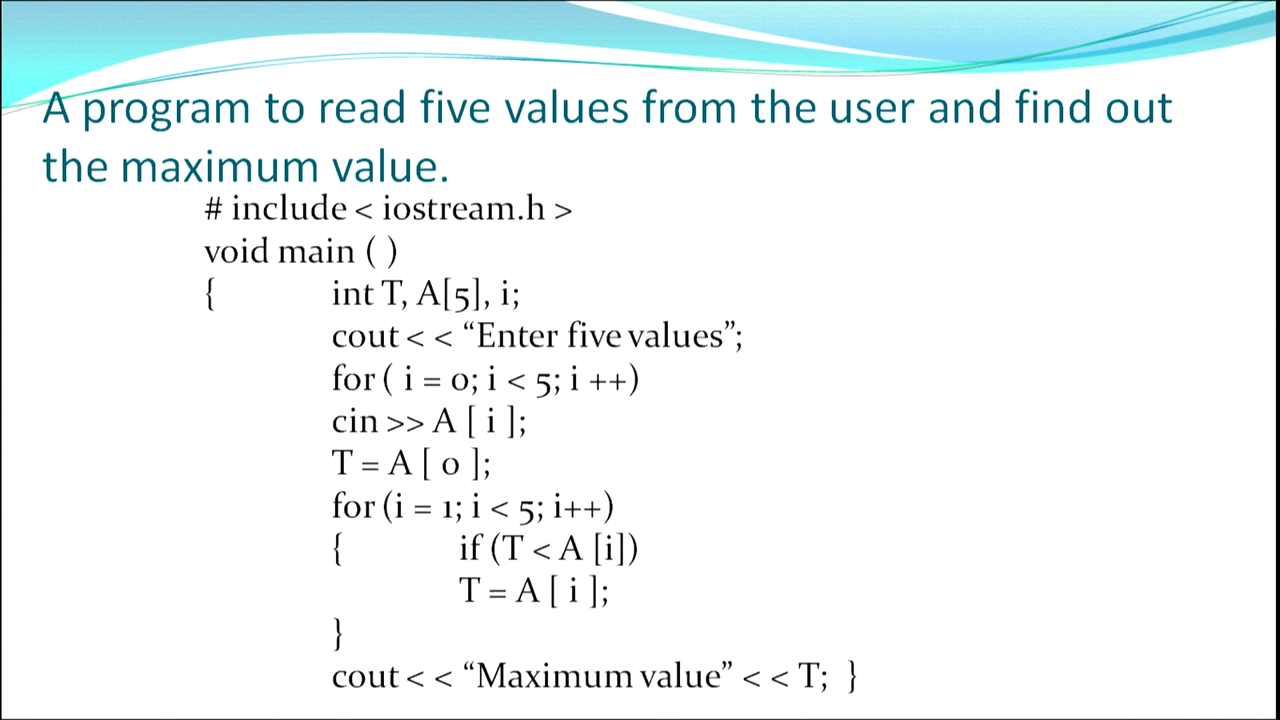 A program to read five values from the user and find out
the maximum value.
# include < iostream.h >
void main ( )
{ int T, A[5], i;
cout < < “Enter five values”;
for ( i = 0; i < 5; i ++)
cin >> A [ i ];
T = A [ 0 ];
for (i = 1; i < 5; i++)
{ if (T < A [i])
T = A [ i ];
}
cout < < “Maximum value” < < T; }